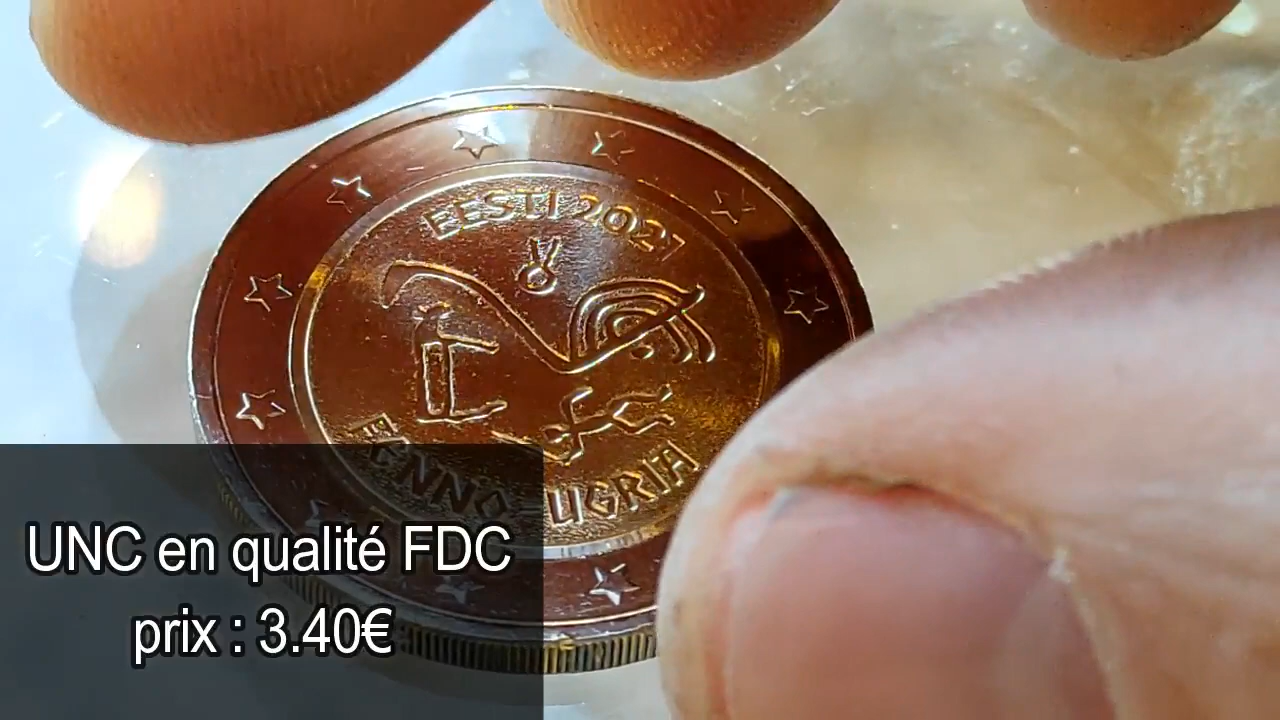 EESTI 2021
FENNO-UGRIA
UNC en qualité FDC
prix : 3.40€